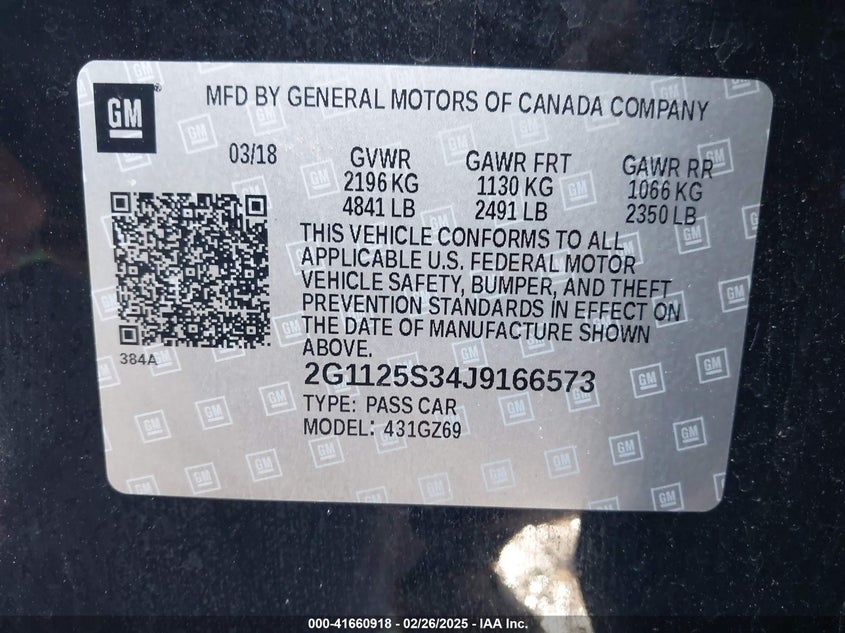 GM
MFD BY GENERAL MOTORS OF CANADA COMPANY
03/18
GVWR
2196 KG
4841 LB
GAWR FRT
1130 KG
2491 LB
GAWR RR
1066 KG
2350 LB
THIS VEHICLE CONFORMS TO ALL
APPLICABLE U.S. FEDERAL MOTOR
VEHICLE SAFETY, BUMPER, AND THEFT
PREVENTION STANDARDS IN EFFECT ON
THE DATE OF MANUFACTURE SHOWN
ABOVE.
384A
2G1125S34J9166573
TYPE: PASS CAR
MODEL: 431GZ69
000-41660918 / 02/26/2025 / IAA Inc.